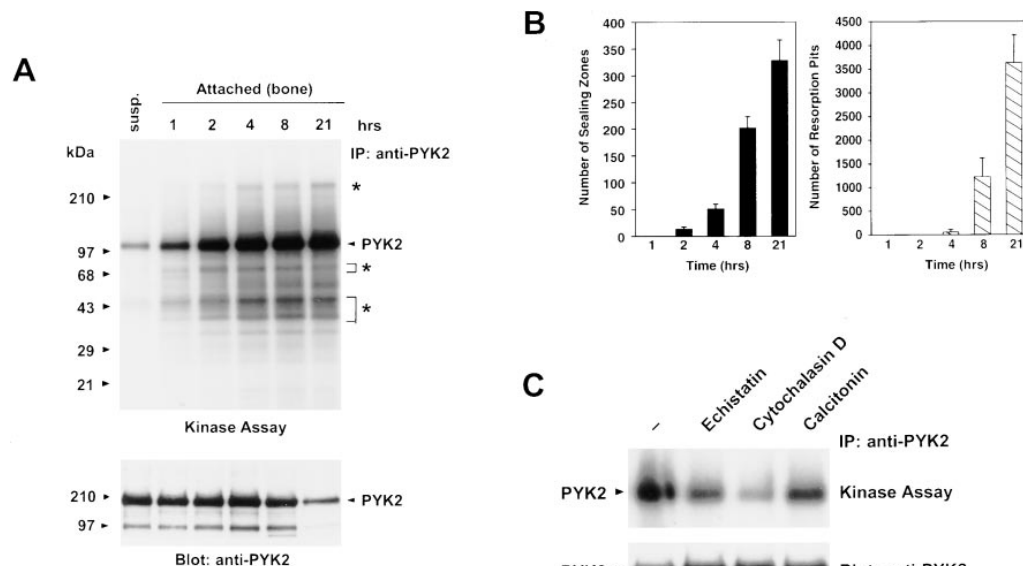 A
susp.
Attached (bone)
1 2 4 8 21 hrs
kDa
IP: anti-PYK2
210
*
97
PYK2
68
*
43
*
29
21
Kinase Assay
210
PYK2
97
Blot: anti-PYK2
B
Number of Sealing Zones
400
350
300
250
200
150
100
50
0
1 2 4 8 21
Time (hrs)
Number of Resorption Pits
4500
4000
3500
3000
2500
2000
1500
1000
500
0
1 2 4 8 21
Time (hrs)
C
–
Echistatin
Cytochalasin D
Calcitonin
IP: anti-PYK2
PYK2
Kinase Assay